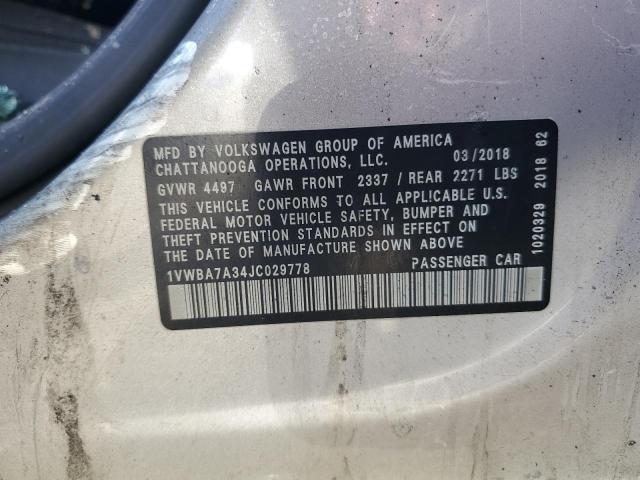 MFD BY VOLKSWAGEN GROUP OF AMERICA
CHATTANOOGA OPERATIONS, LLC. 03/2018
GVWR 4497 GAWR FRONT 2337 / REAR 2271 LBS
THIS VEHICLE CONFORMS TO ALL APPLICABLE U.S.
FEDERAL MOTOR VEHICLE SAFETY, BUMPER AND
THEFT PREVENTION STANDARDS IN EFFECT ON
THE DATE OF MANUFACTURE SHOWN ABOVE
1VWBA7A34JC029778 PASSENGER CAR
1020329 2018 62